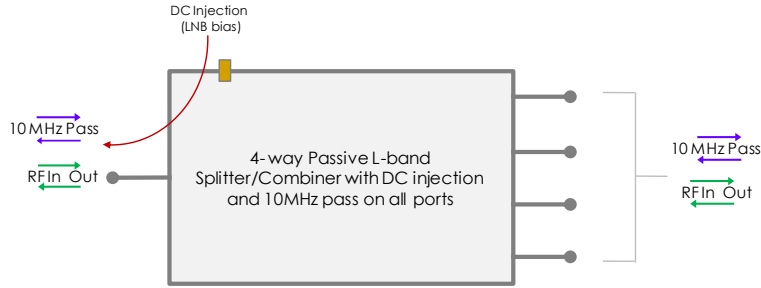 DC Injection
(LNB bias)
10 MHz Pass
RF In Out
4-way Passive L-band
Splitter/Combiner with DC injection
and 10MHz pass on all ports
10 MHz Pass
RF In Out